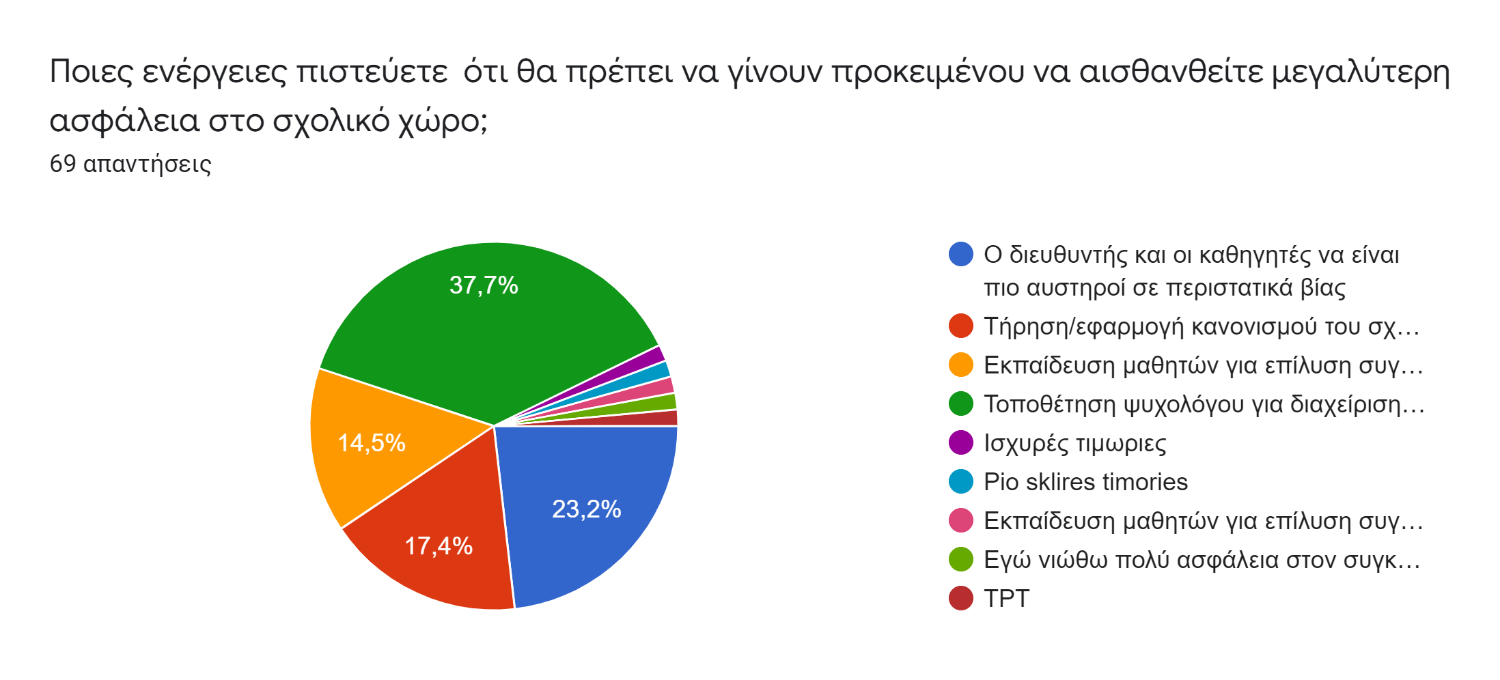 Ποιες ενέργειες πιστεύετε  ότι θα πρέπει να γίνουν προκειμένου να αισθανθείτε μεγαλύτερη
ασφάλεια στο σχολικό χώρο;
69 απαντήσεις
37,7%
14,5%
17,4%
23,2%
Ο διευθυντής και οι καθηγητές να είναι
πιο αυστηροί σε περιστατικά βίας
Τήρηση/εφαρμογή κανονισμού του σχ…
Εκπαίδευση μαθητών για επίλυση συγ…
Τοποθέτηση ψυχολόγου για διαχείριση…
Ισχυρές τιμωριες
Pio sklires timories
Εκπαίδευση μαθητών για επίλυση συγ…
Εγώ νιώθω πολύ ασφάλεια στον συγκ…
ΤΡΤ